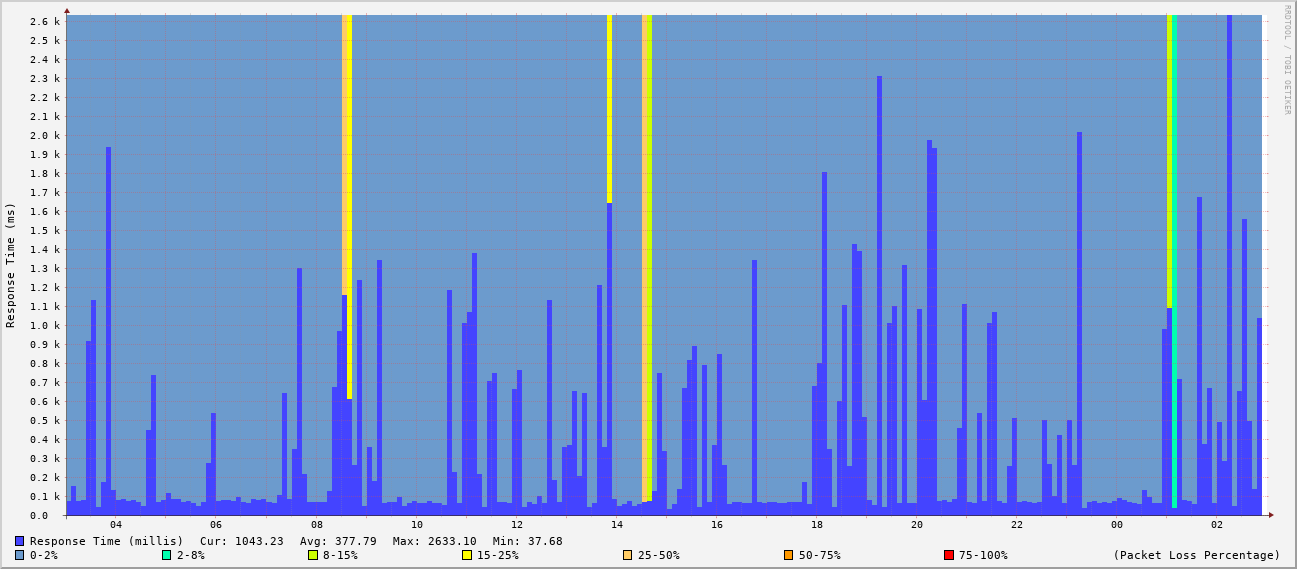 RRDTOOL / TOBI OETIKER
Response Time (ms)
2.6 k
2.5 k
2.4 k
2.3 k
2.2 k
2.1 k
2.0 k
1.9 k
1.8 k
1.7 k
1.6 k
1.5 k
1.4 k
1.3 k
1.2 k
1.1 k
1.0 k
0.9 k
0.8 k
0.7 k
0.6 k
0.5 k
0.4 k
0.3 k
0.2 k
0.1 k
0.0
04 06 08 10 12 14 16 18 20 22 00 02
Response Time (millis) Cur: 1043.23 Avg: 377.79 Max: 2633.10 Min: 37.68
0-2% 2-8% 8-15% 15-25% 25-50% 50-75% 75-100% (Packet Loss Percentage)